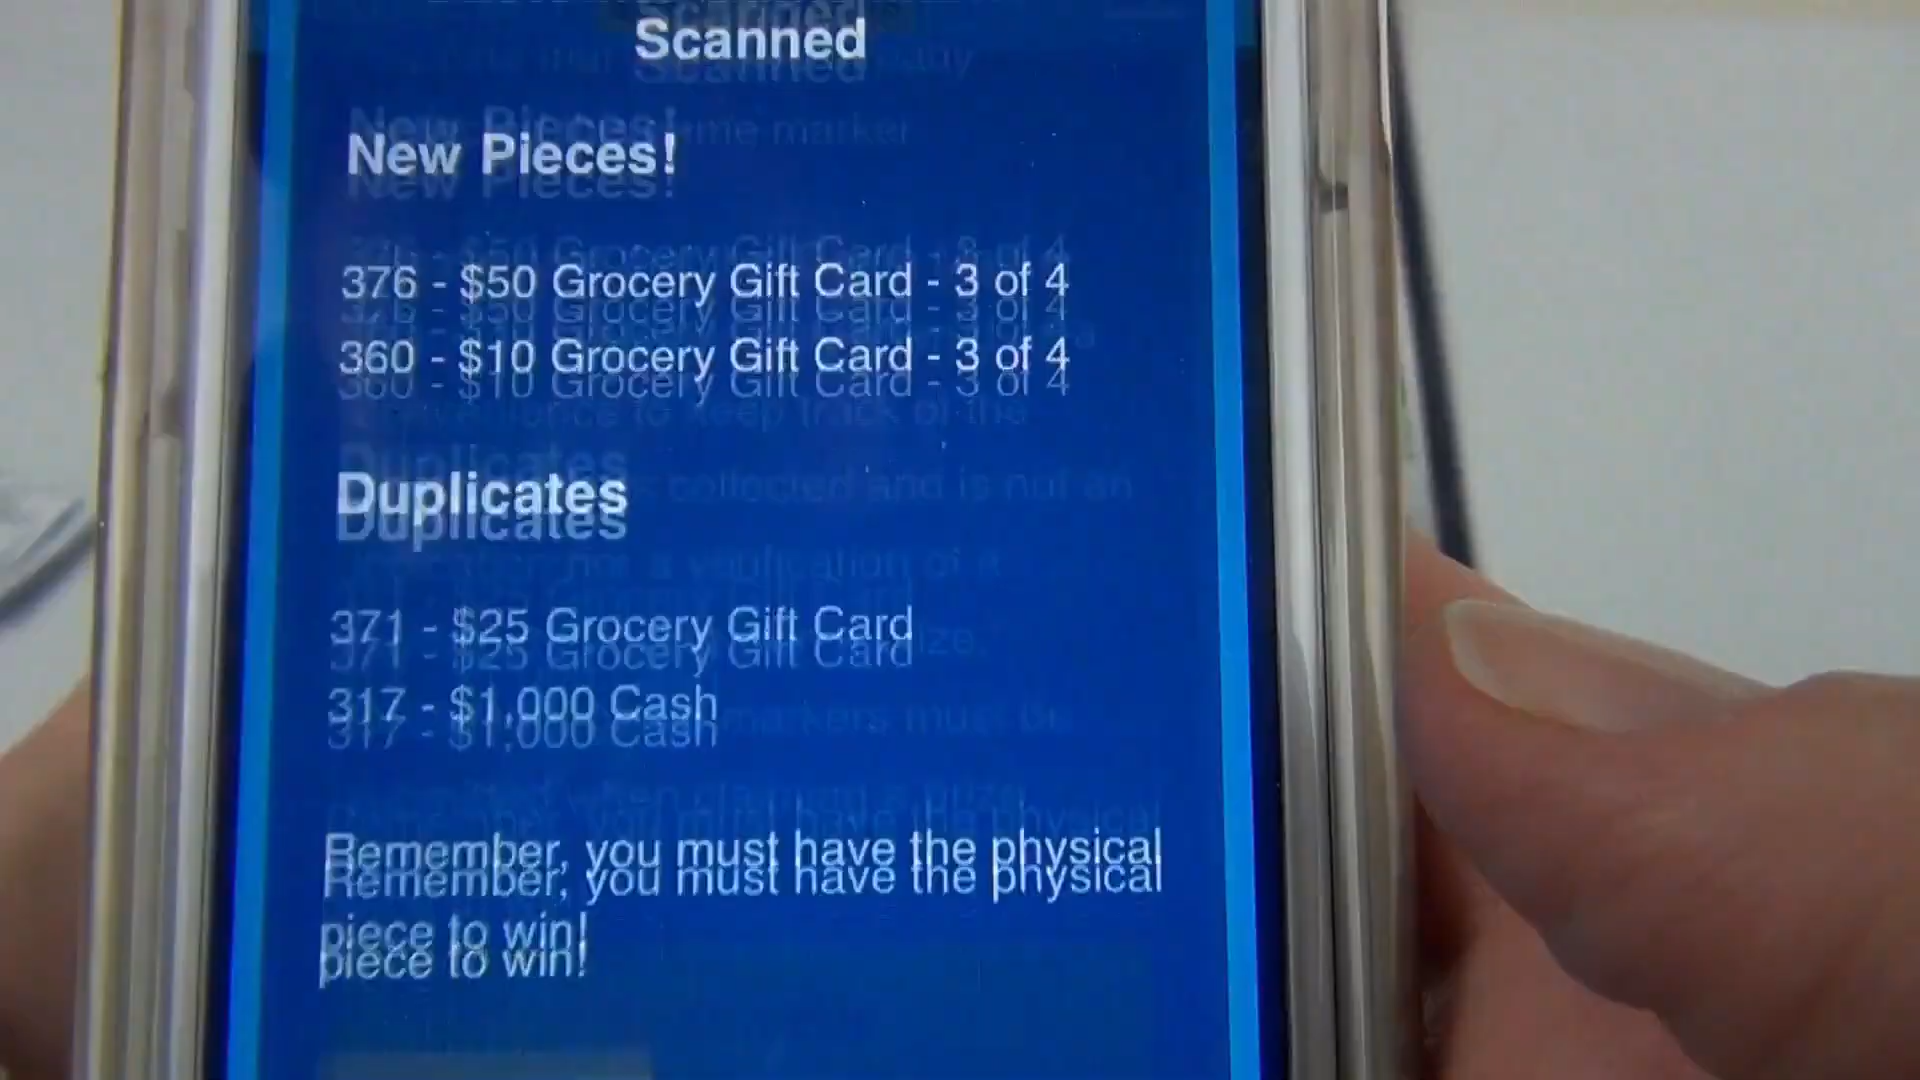 Scanned
New Pieces!
376 - $50 Grocery Gift Card - 3 of 4
360 - $10 Grocery Gift Card - 3 of 4
Duplicates
371 - $25 Grocery Gift Card
317 - $1,000 Cash
Remember, you must have the physical
piece to win!